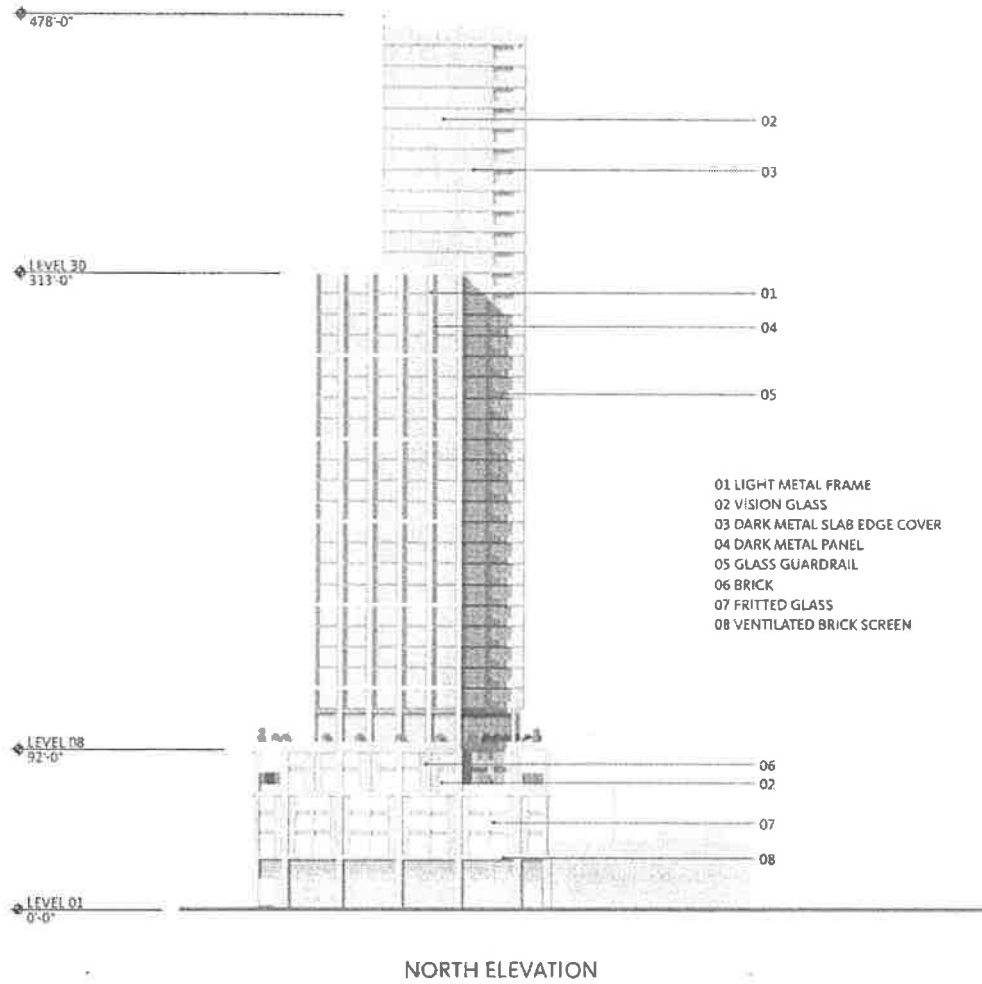 478'-0"
02
03
LEVEL 30
313'-0"
01
04
05
01 LIGHT METAL FRAME
02 VISION GLASS
03 DARK METAL SLAB EDGE COVER
04 DARK METAL PANEL
05 GLASS GUARDRAIL
06 BRICK
07 FRITTED GLASS
08 VENTILATED BRICK SCREEN
LEVEL 08
92'-0"
06
02
07
08
LEVEL 01
0'-0"
NORTH ELEVATION